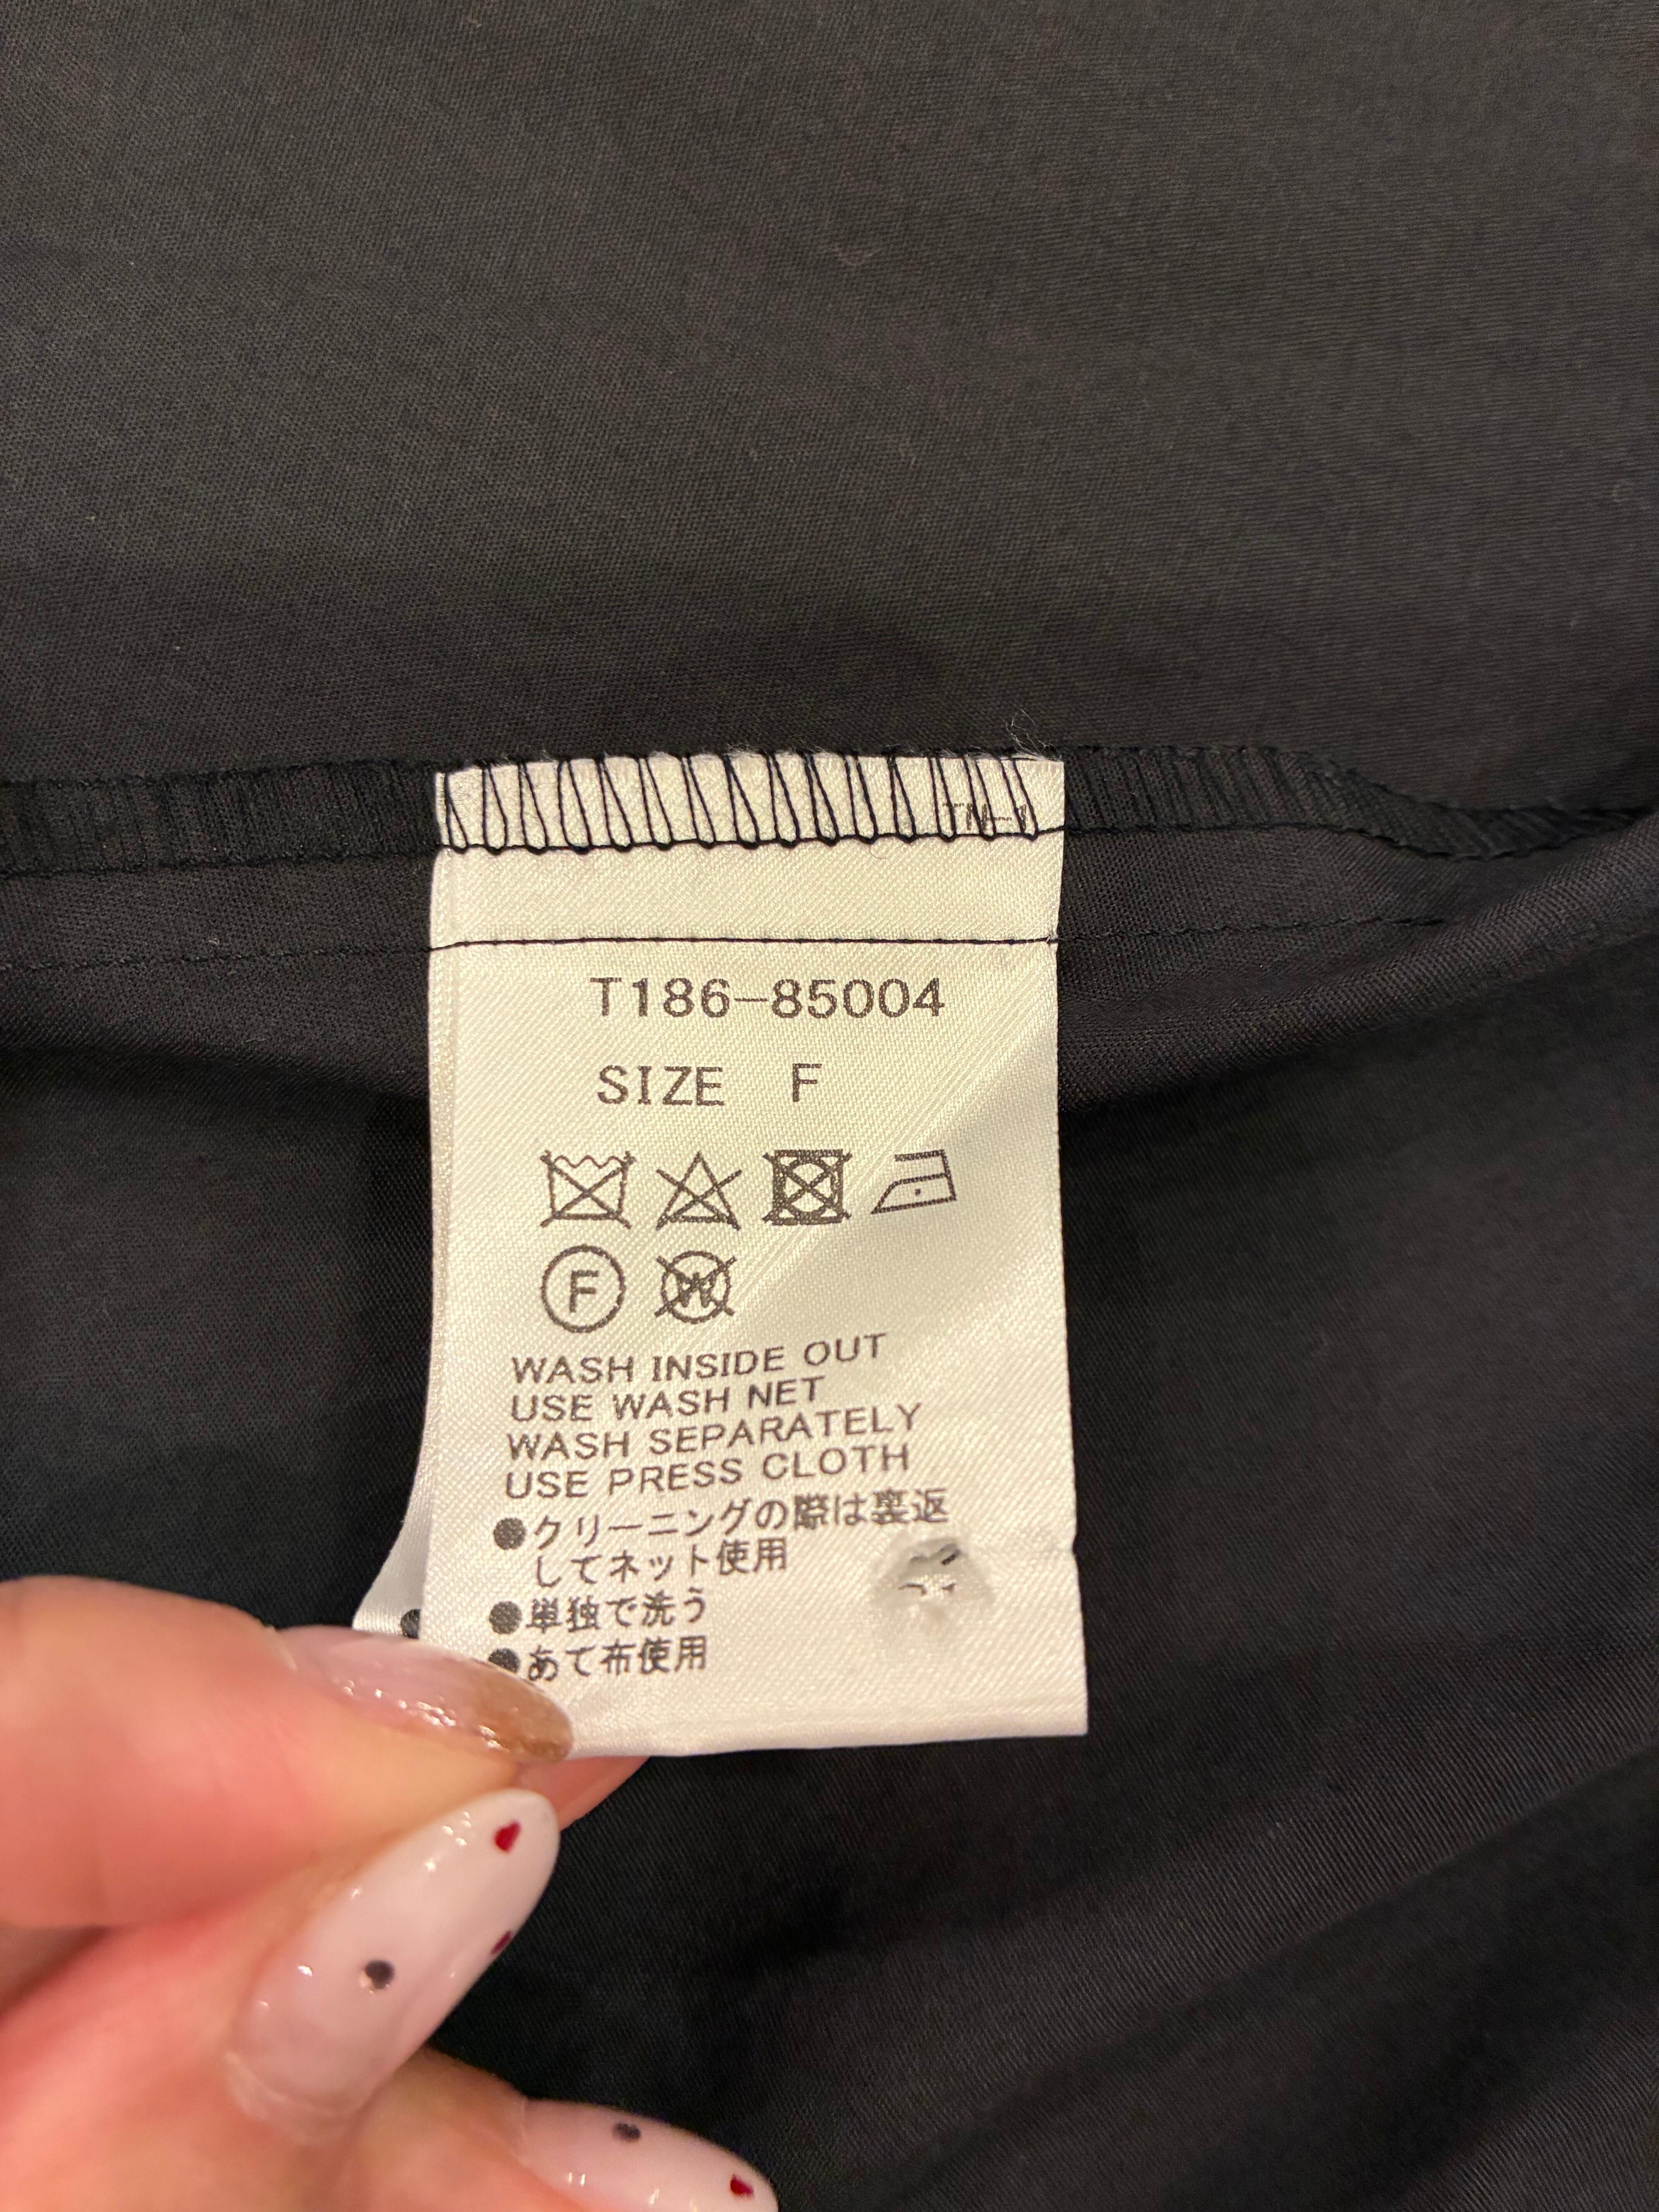 T186-85004
SIZE F
F
W
WASH INSIDE OUT
USE WASH NET
WASH SEPARATELY
USE PRESS CLOTH
●クリーニングの際は裏返
してネット使用
●単独で洗う
●あて布使用